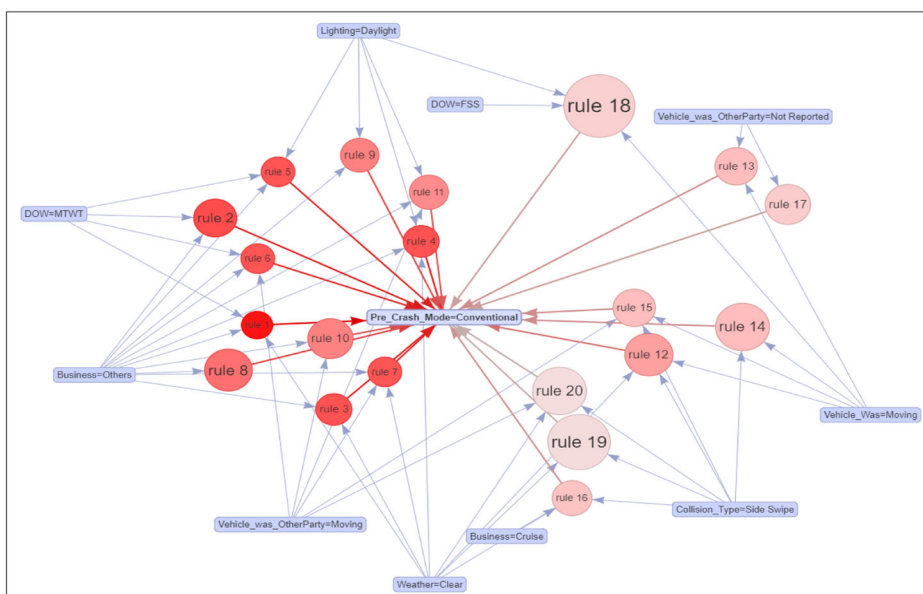 Lighting=Daylight
rule 18
DOW=FSS
Vehicle_was_OtherParty=Not Reported
rule 9
rule 5
rule 13
rule 11
rule 17
DOW=MTWT
rule 2
rule 4
rule 6
rule 15
Pre_Crash_Mode=Conventional
rule 1
rule 14
rule 10
rule 12
rule 8
Business=Others
rule 7
rule 20
rule 3
Vehicle_Was=Moving
rule 19
rule 16
Collision_Type=Side Swipe
Vehicle_was_OtherParty=Moving
Business=Cruise
Weather=Clear